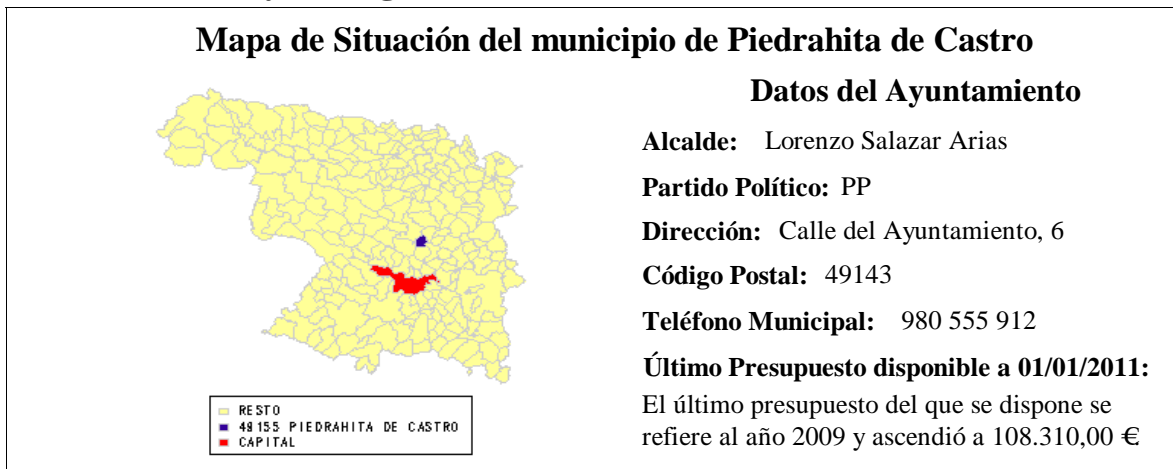 Mapa de Situación del municipio de Piedrahita de Castro
Datos del Ayuntamiento
Alcalde: Lorenzo Salazar Arias
Partido Político: PP
Dirección: Calle del Ayuntamiento, 6
Código Postal: 49143
Teléfono Municipal: 980 555 912
Último Presupuesto disponible a 01/01/2011:
El último presupuesto del que se dispone se
refiere al año 2009 y ascendió a 108.310,00 €
RESTO
49155 PIEDRAHITA DE CASTRO
CAPITAL